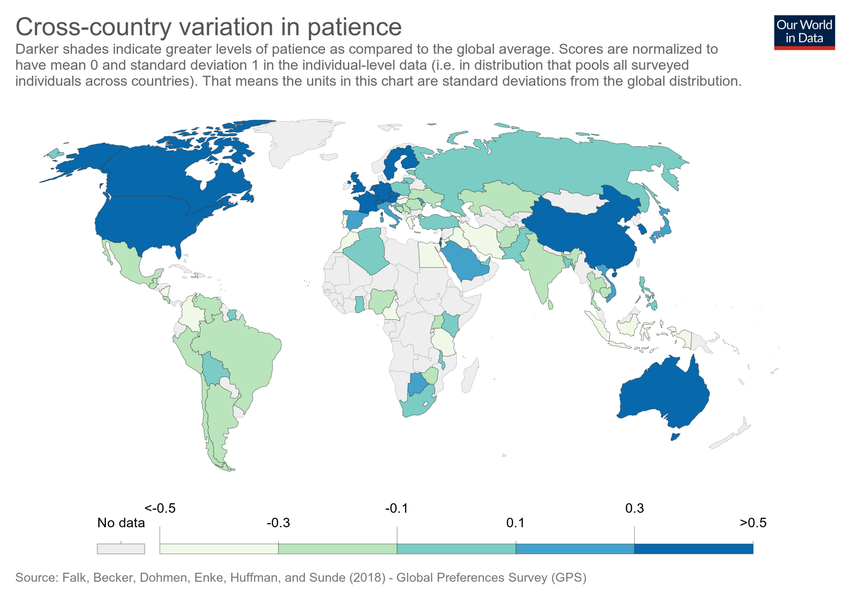 Cross-country variation in patience
Our World
in Data
Darker shades indicate greater levels of patience as compared to the global average. Scores are normalized to
have mean 0 and standard deviation 1 in the individual-level data (i.e. in distribution that pools all surveyed
individuals across countries). That means the units in this chart are standard deviations from the global distribution.
<-0.5 -0.1 0.3
No data -0.3 0.1 >0.5
Source: Falk, Becker, Dohmen, Enke, Huffman, and Sunde (2018) - Global Preferences Survey (GPS)